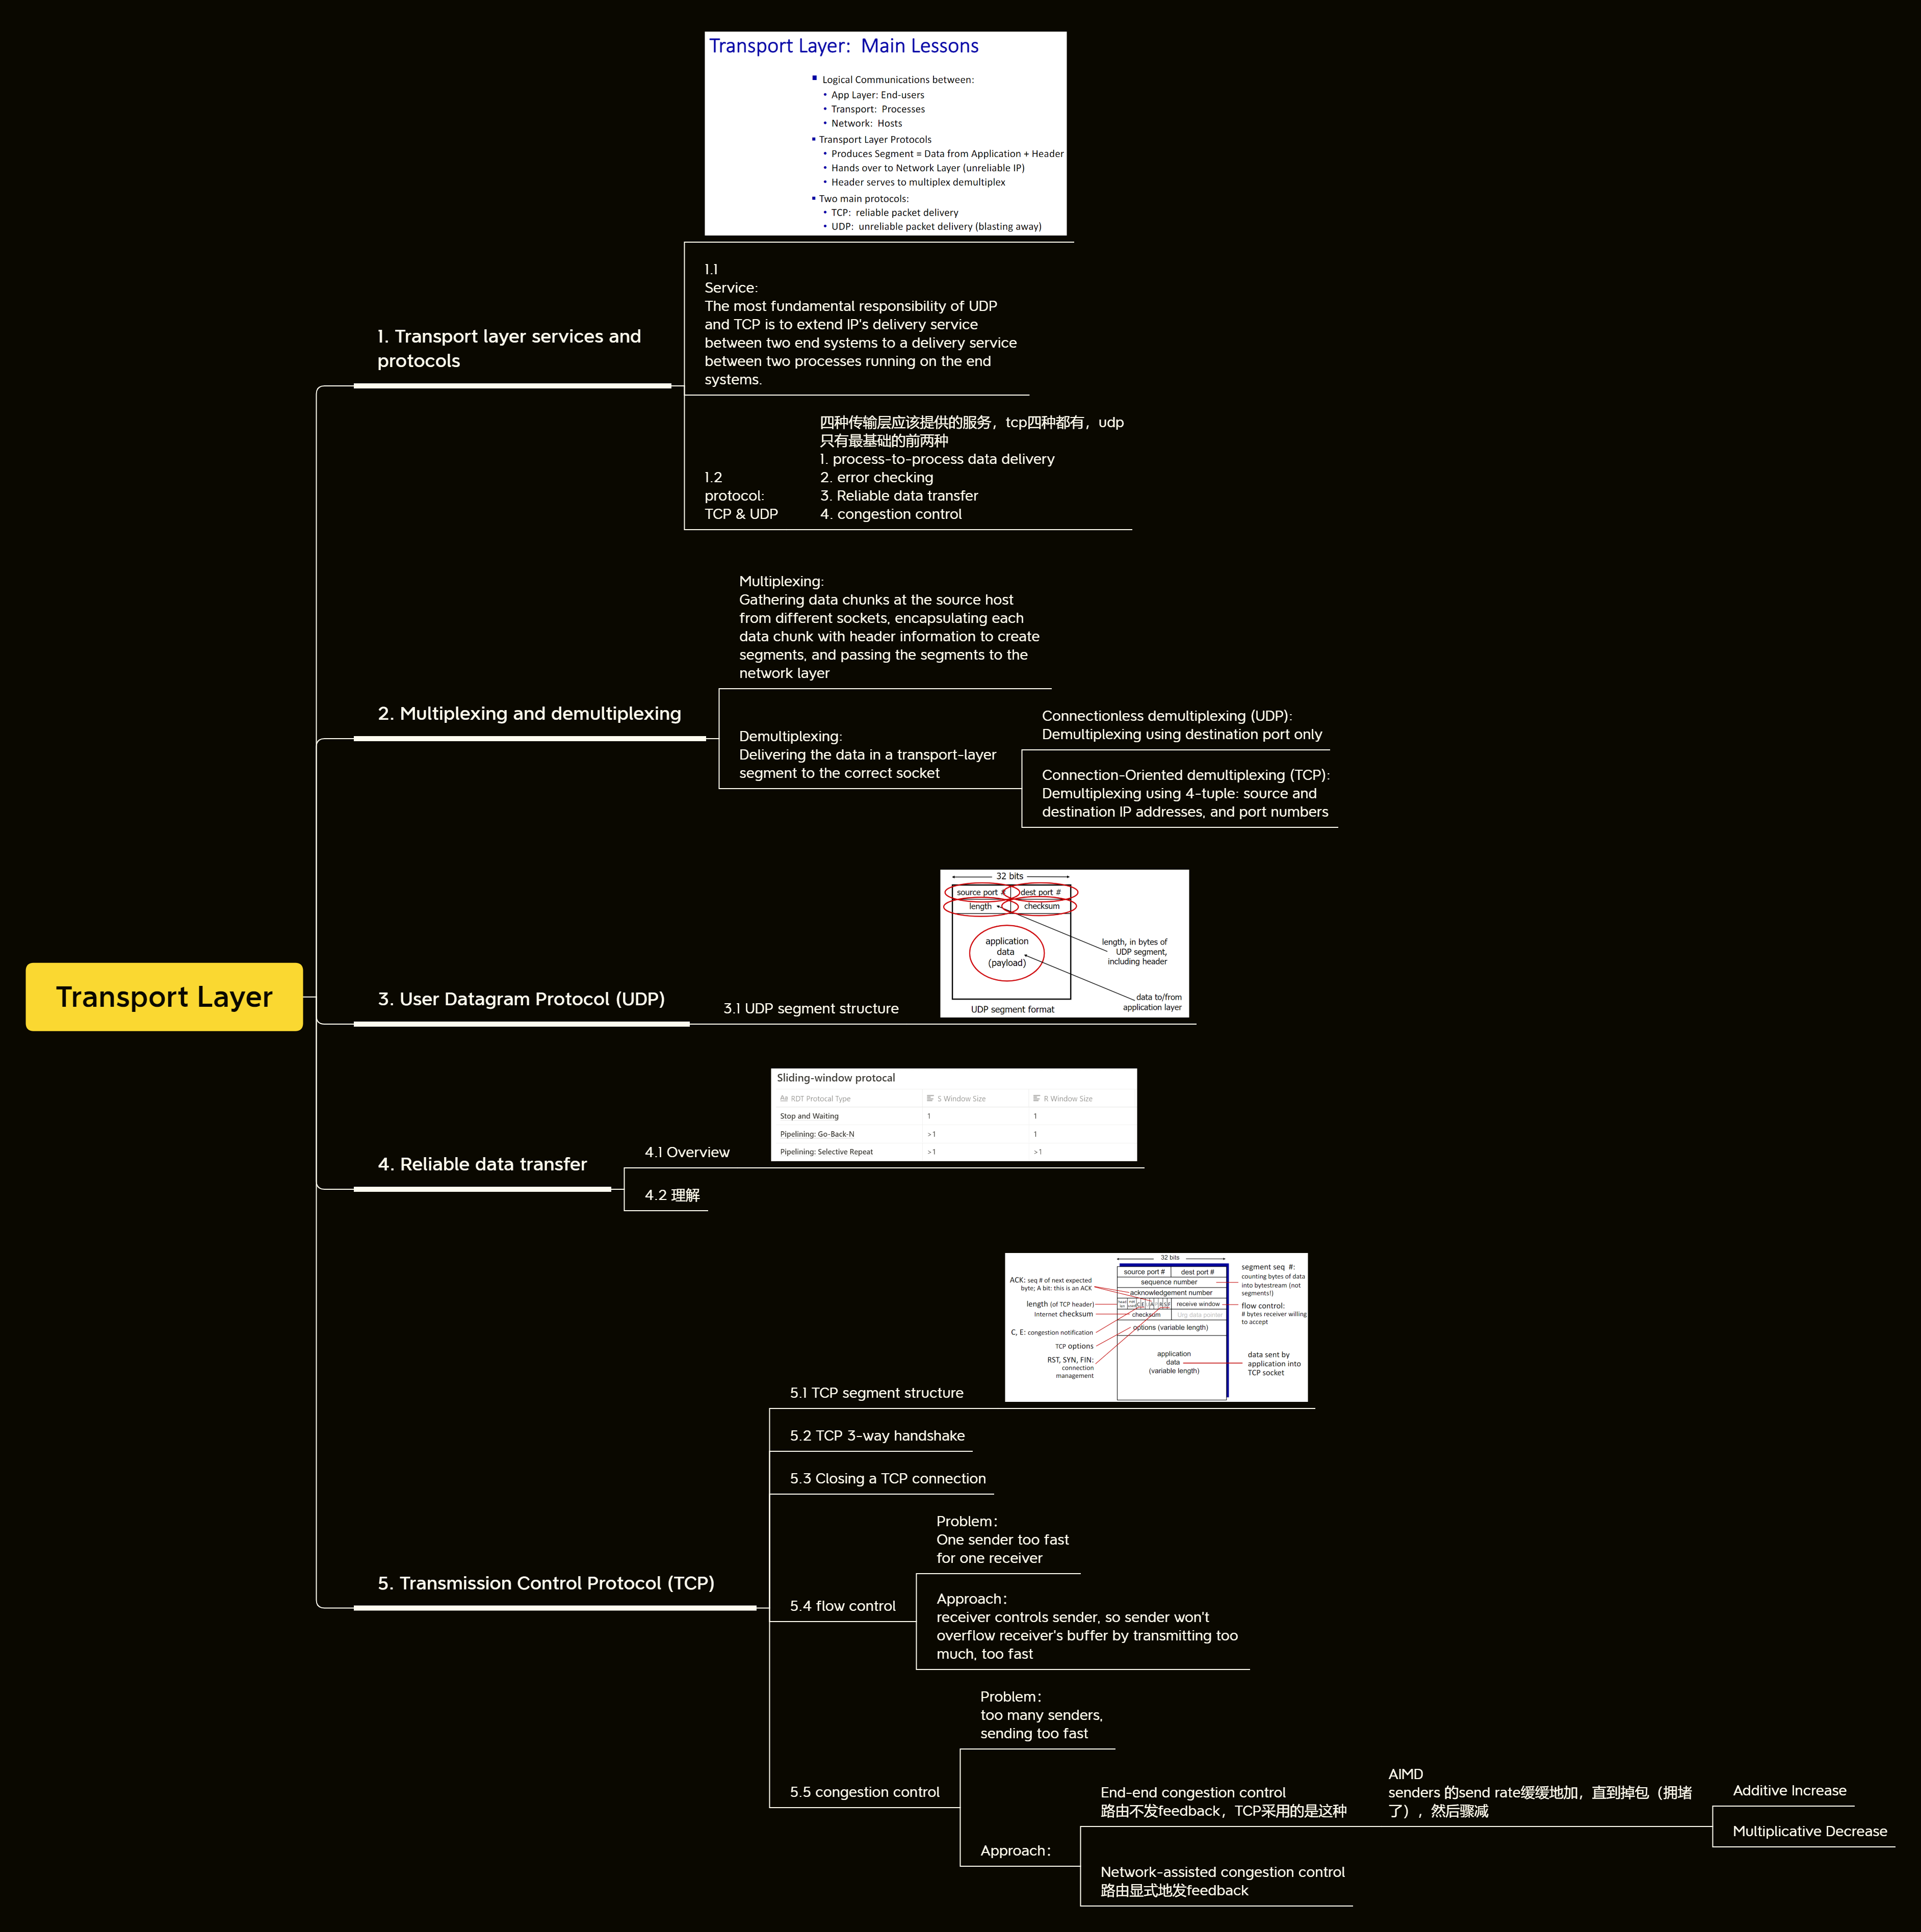 Transport Layer: Main Lessons
Logical Communications between:
App Layer: End-users
Transport: Processes
Network: Hosts
Transport Layer Protocols
Produces Segment = Data from Application + Header
Hands over to Network Layer (unreliable IP)
Header serves to multiplex demultiplex
Two main protocols:
TCP: reliable packet delivery
UDP: unreliable packet delivery (blasting away)
1.1
Service:
The most fundamental responsibility of UDP
and TCP is to extend IP's delivery service
between two end systems to a delivery service
between two processes running on the end
systems.
1. Transport layer services and
protocols
四种传输层应该提供的服务，tcp四种都有，udp
只有最基础的前两种
1. process-to-process data delivery
2. error checking
3. Reliable data transfer
4. congestion control
1.2
protocol:
TCP & UDP
Multiplexing:
Gathering data chunks at the source host
from different sockets, encapsulating each
data chunk with header information to create
segments, and passing the segments to the
network layer
2. Multiplexing and demultiplexing
Demultiplexing:
Delivering the data in a transport-layer
segment to the correct socket
Connectionless demultiplexing (UDP):
Demultiplexing using destination port only
Connection-Oriented demultiplexing (TCP):
Demultiplexing using 4-tuple: source and
destination IP addresses, and port numbers
32 bits
source port # dest port #
length checksum
application
data
(payload)
length, in bytes of
UDP segment,
including header
data to/from
application layer
UDP segment format
Transport Layer
3. User Datagram Protocol (UDP)
3.1 UDP segment structure
Sliding-window protocal
RDT Protocal Type S Window Size R Window Size
Stop and Waiting 1 1
Pipelining: Go-Back-N >1 1
Pipelining: Selective Repeat >1 >1
4.1 Overview
4. Reliable data transfer
4.2 理解
32 bits
source port # dest port #
sequence number
acknowledgement number
receive window
checksum Urg data pointer
options (variable length)
application
data
(variable length)
ACK: seq # of next expected
byte; A bit: this is an ACK
length (of TCP header)
Internet checksum
C, E: congestion notification
TCP options
RST, SYN, FIN:
connection
management
segment seq #:
counting bytes of data
into bytestream (not
segments!)
flow control:
# bytes receiver willing
to accept
data sent by
application into
TCP socket
5.1 TCP segment structure
5.2 TCP 3-way handshake
5.3 Closing a TCP connection
5. Transmission Control Protocol (TCP)
5.4 flow control
Problem：
One sender too fast
for one receiver
Approach：
receiver controls sender, so sender won't
overflow receiver's buffer by transmitting too
much, too fast
5.5 congestion control
Problem：
too many senders,
sending too fast
Approach：
End-end congestion control
路由不发feedback，TCP采用的是这种
AIMD
senders 的send rate缓缓地加，直到掉包（拥堵
了），然后骤减
Additive Increase
Multiplicative Decrease
Network-assisted congestion control
路由显式地发feedback